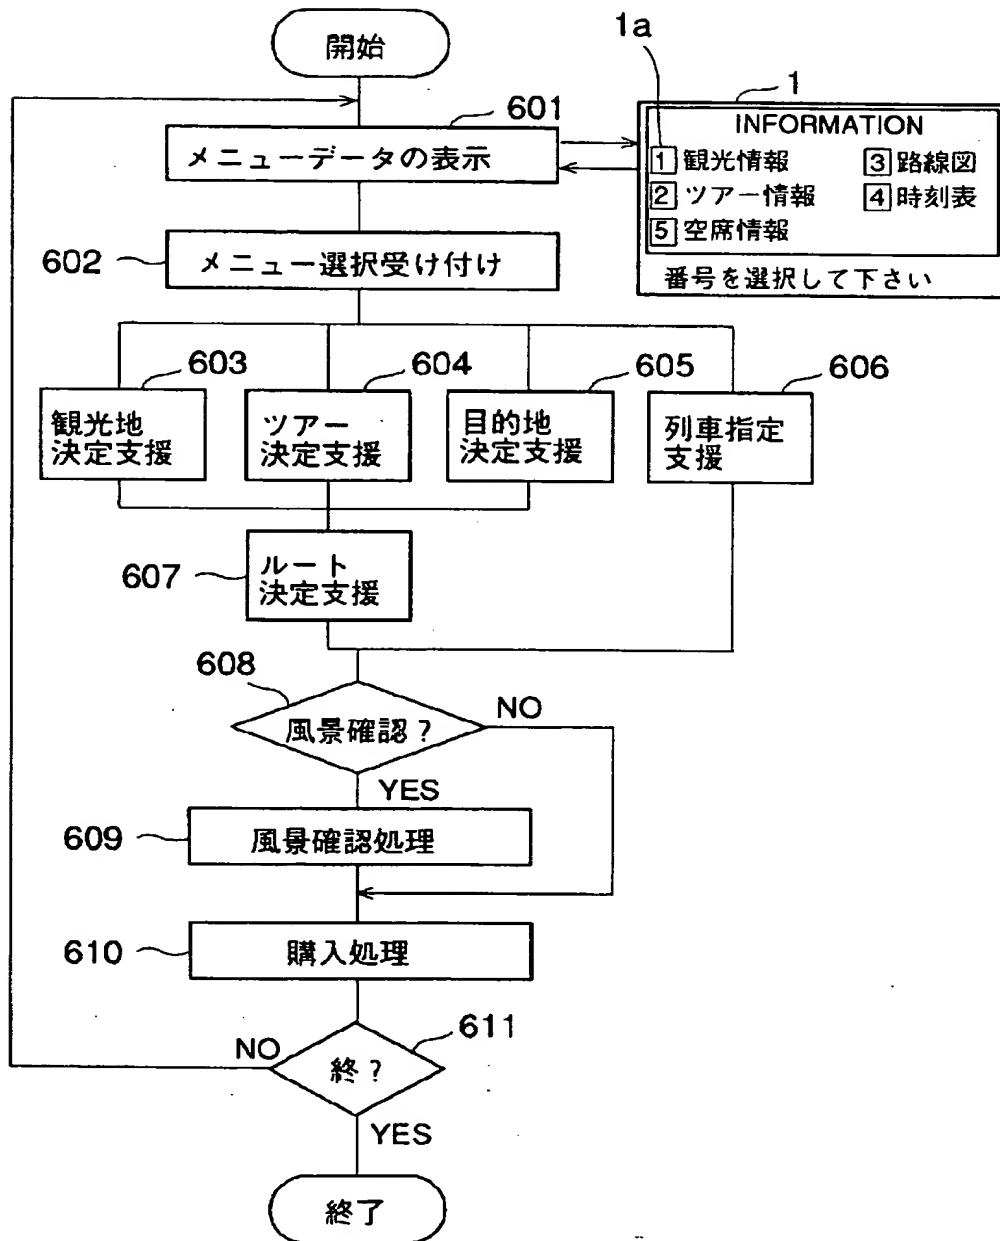 開始
1a
1
601
メニューデータの表示
INFORMATION
1 観光情報
3 路線図
2 ツアー情報
4 時刻表
5 空席情報
番号を選択して下さい
602
メニュー選択受け付け
603
観光地
決定支援
604
ツアー
決定支援
605
目的地
決定支援
606
列車指定
支援
607
ルート
決定支援
608
風景確認?
NO
YES
609
風景確認処理
610
購入処理
611
終?
NO
YES
終了